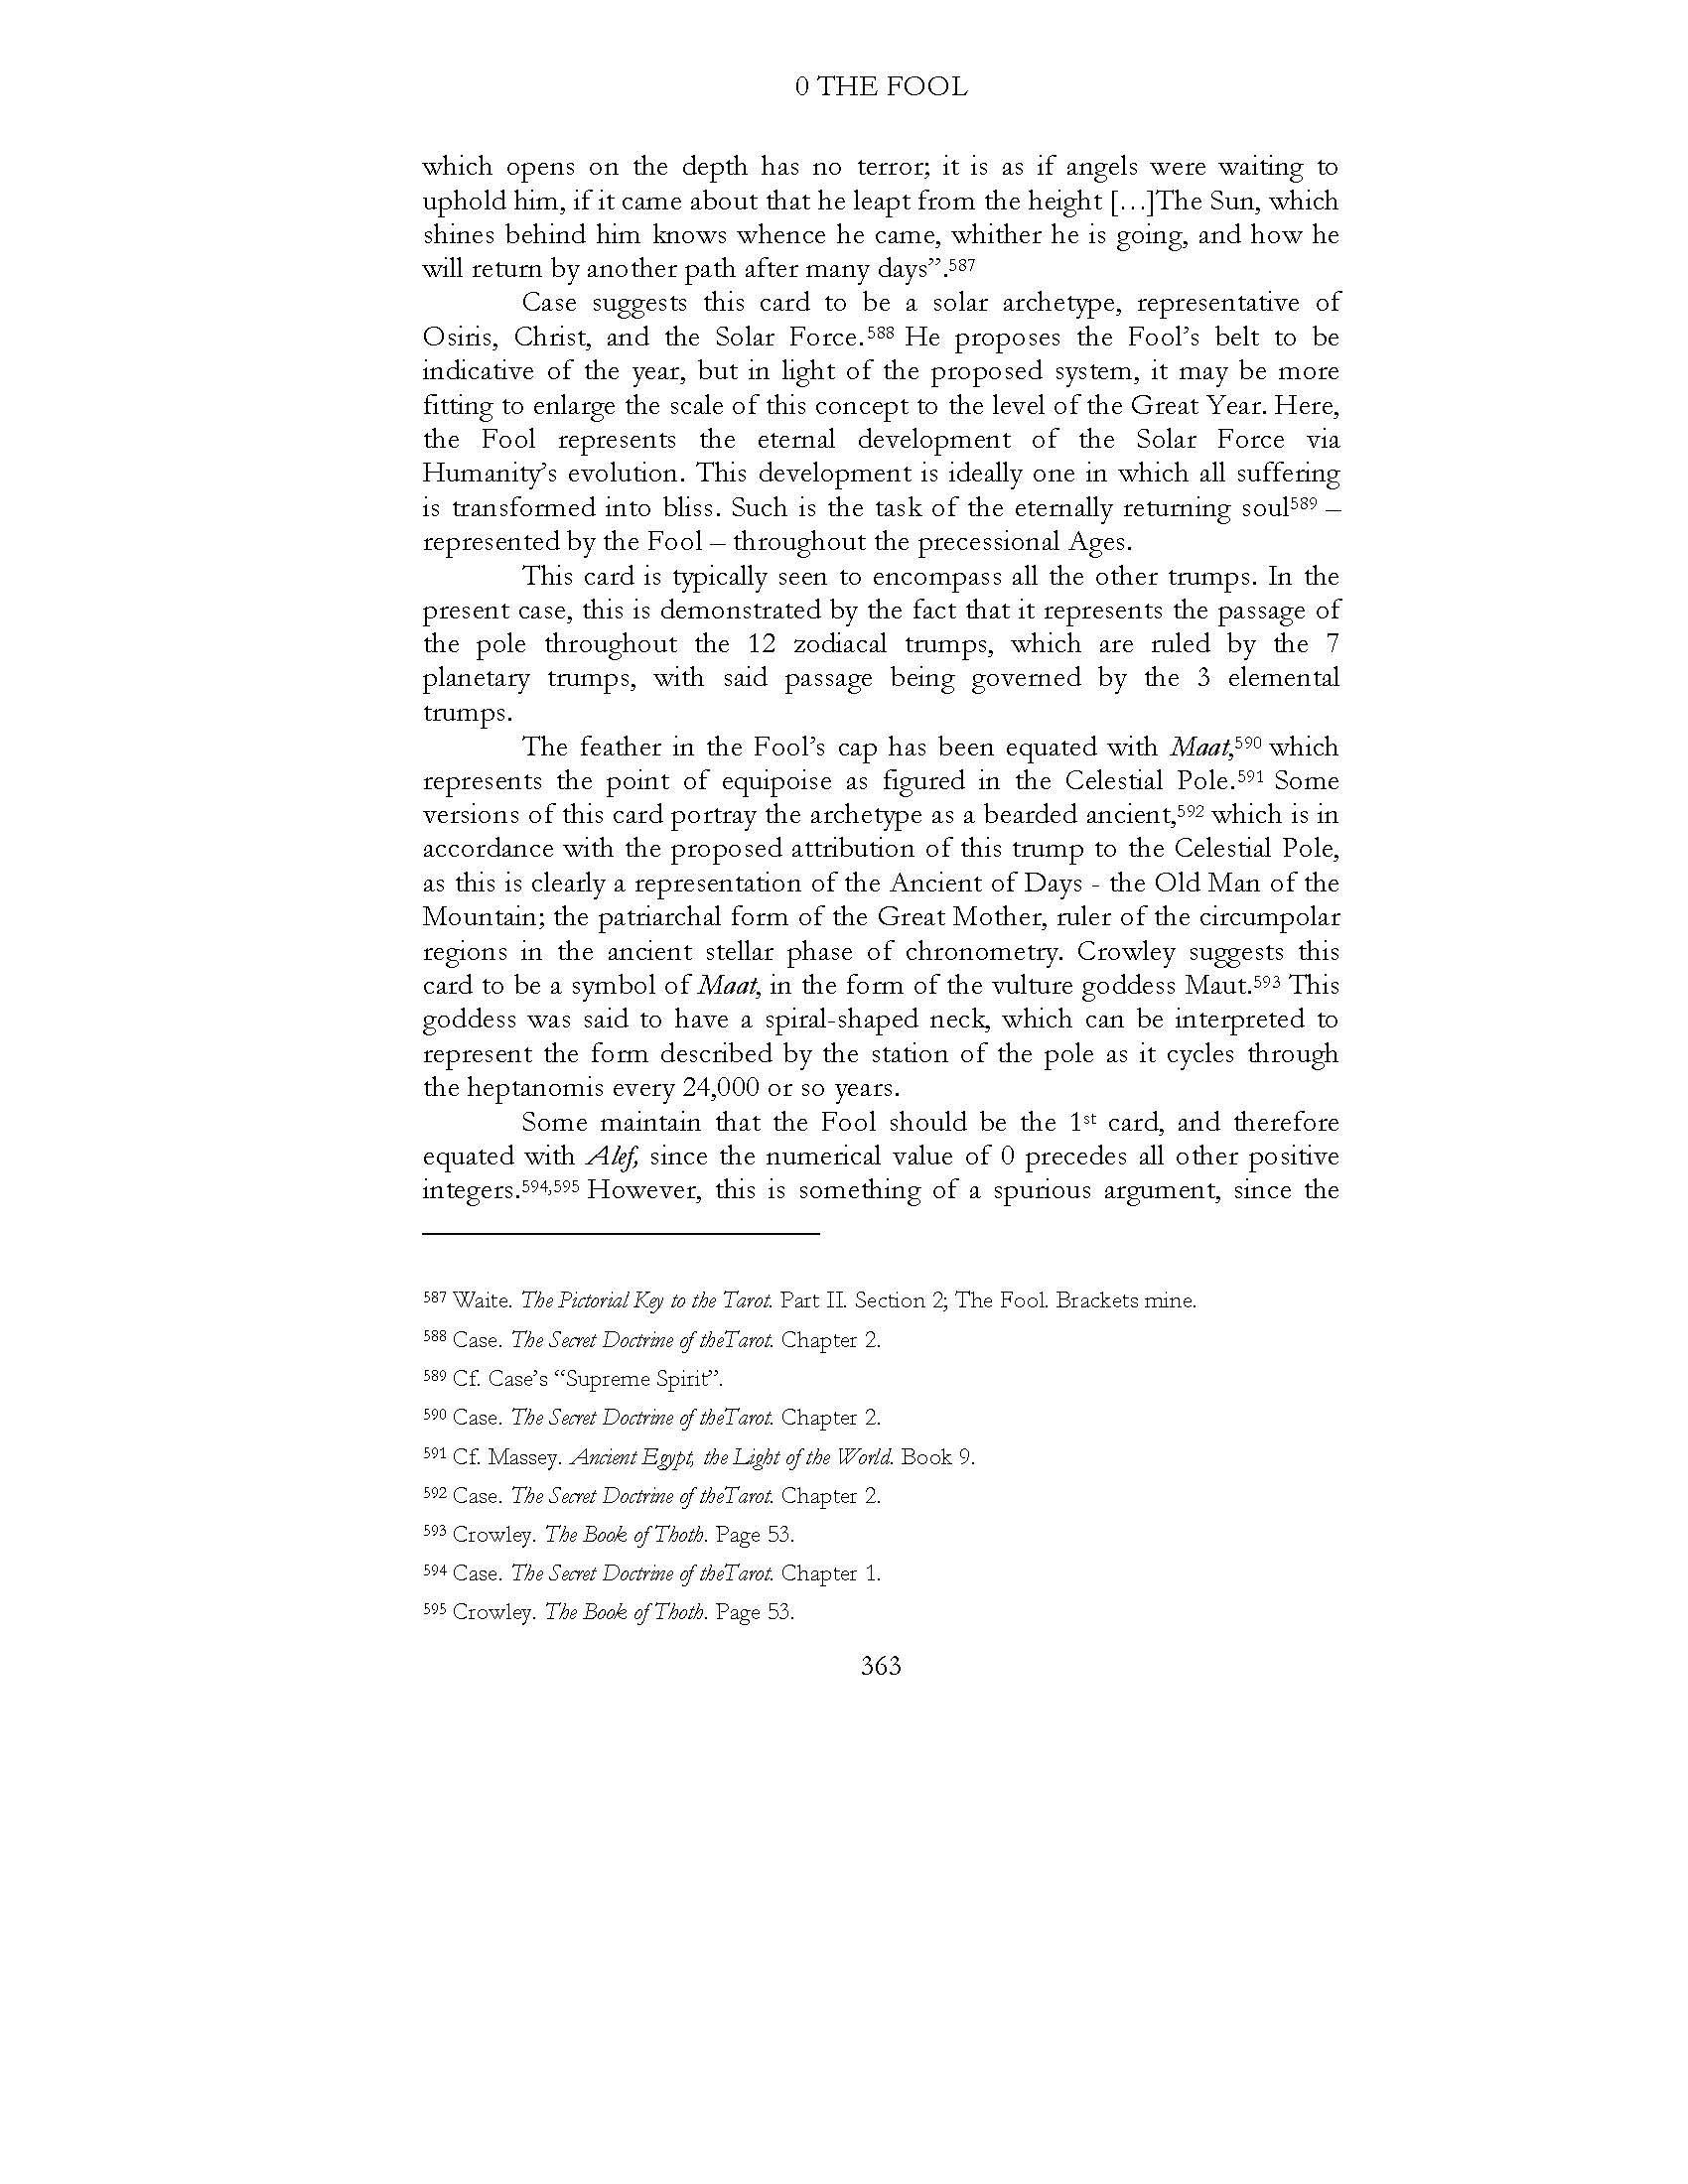 0 THE FOOL
which opens on the depth has no terror; it is as if angels were waiting to
uphold him, if it came about that he leapt from the height […]The Sun, which
shines behind him knows whence he came, whither he is going, and how he
will return by another path after many days”.587
Case suggests this card to be a solar archetype, representative of
Osiris, Christ, and the Solar Force.588 He proposes the Fool’s belt to be
indicative of the year, but in light of the proposed system, it may be more
fitting to enlarge the scale of this concept to the level of the Great Year. Here,
the Fool represents the eternal development of the Solar Force via
Humanity’s evolution. This development is ideally one in which all suffering
is transformed into bliss. Such is the task of the eternally returning soul589 –
represented by the Fool – throughout the precessional Ages.
This card is typically seen to encompass all the other trumps. In the
present case, this is demonstrated by the fact that it represents the passage of
the pole throughout the 12 zodiacal trumps, which are ruled by the 7
planetary trumps, with said passage being governed by the 3 elemental
trumps.
The feather in the Fool’s cap has been equated with Maat,590 which
represents the point of equipoise as figured in the Celestial Pole.591 Some
versions of this card portray the archetype as a bearded ancient,592 which is in
accordance with the proposed attribution of this trump to the Celestial Pole,
as this is clearly a representation of the Ancient of Days - the Old Man of the
Mountain; the patriarchal form of the Great Mother, ruler of the circumpolar
regions in the ancient stellar phase of chronometry. Crowley suggests this
card to be a symbol of Maat, in the form of the vulture goddess Maut.593 This
goddess was said to have a spiral-shaped neck, which can be interpreted to
represent the form described by the station of the pole as it cycles through
the heptanomis every 24,000 or so years.
Some maintain that the Fool should be the 1st card, and therefore
equated with Alef, since the numerical value of 0 precedes all other positive
integers.594,595 However, this is something of a spurious argument, since the
587 Waite. The Pictorial Key to the Tarot. Part II. Section 2; The Fool. Brackets mine.
588 Case. The Secret Doctrine of theTarot. Chapter 2.
589 Cf. Case’s “Supreme Spirit”.
590 Case. The Secret Doctrine of theTarot. Chapter 2.
591 Cf. Massey. Ancient Egypt, the Light of the World. Book 9.
592 Case. The Secret Doctrine of theTarot. Chapter 2.
593 Crowley. The Book of Thoth. Page 53.
594 Case. The Secret Doctrine of theTarot. Chapter 1.
595 Crowley. The Book of Thoth. Page 53.
363